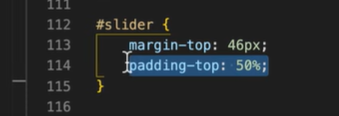 111
112 #slider {
113 margin-top: 46px;
114 padding-top: 50%;
115 }
116